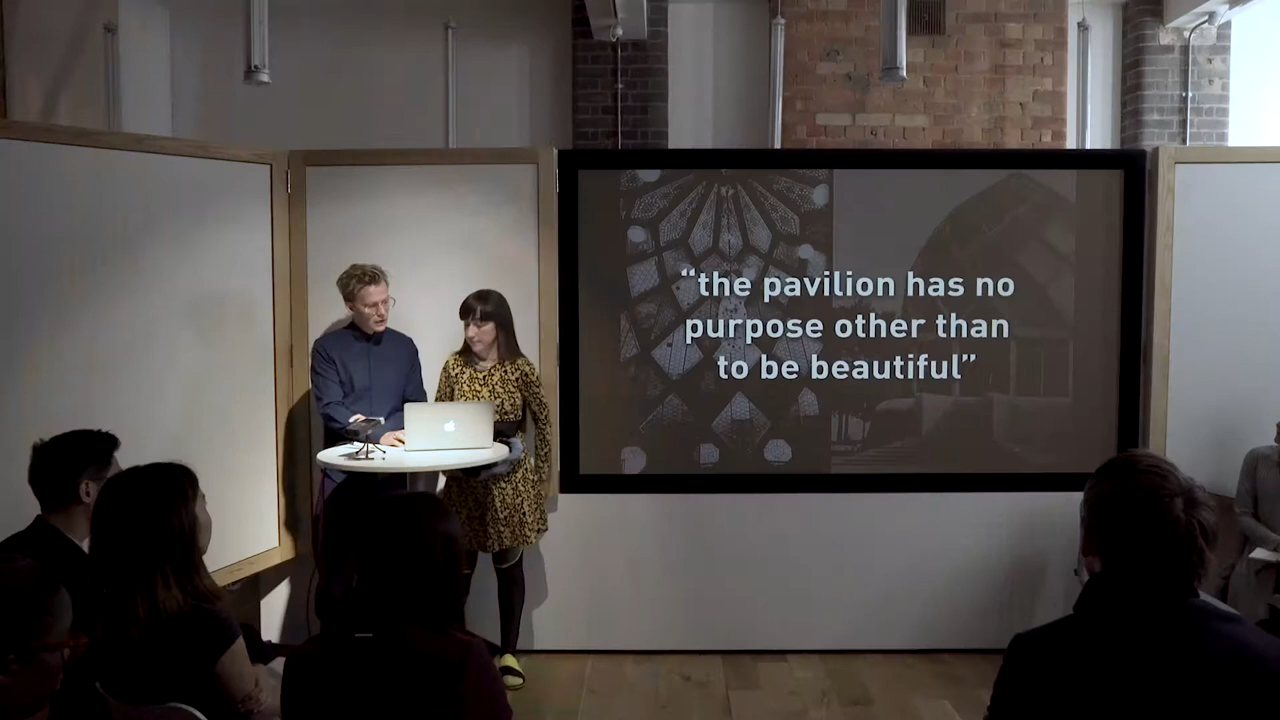 “the pavilion has no
purpose other than
to be beautiful”